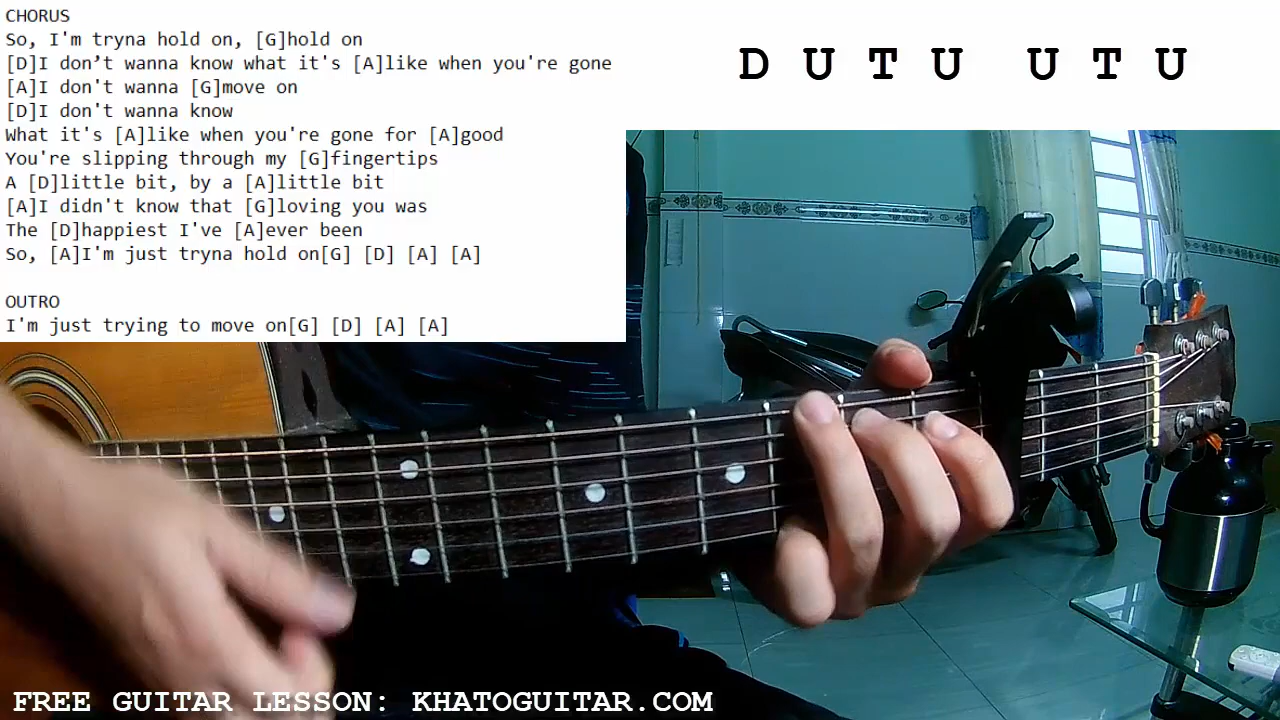 CHORUS
So, I'm tryna hold on, [G]hold on
[D]I don’t wanna know what it's [A]like when you're gone
[A]I don't wanna [G]move on
[D]I don't wanna know
What it's [A]like when you're gone for [A]good
You're slipping through my [G]fingertips
A [D]little bit, by a [A]little bit
[A]I didn't know that [G]loving you was
The [D]happiest I've [A]ever been
So, [A]I'm just tryna hold on[G] [D] [A] [A]
OUTRO
I'm just trying to move on[G] [D] [A] [A]
D U T U U T U
FREE GUITAR LESSON: KHATOGUITAR.COM